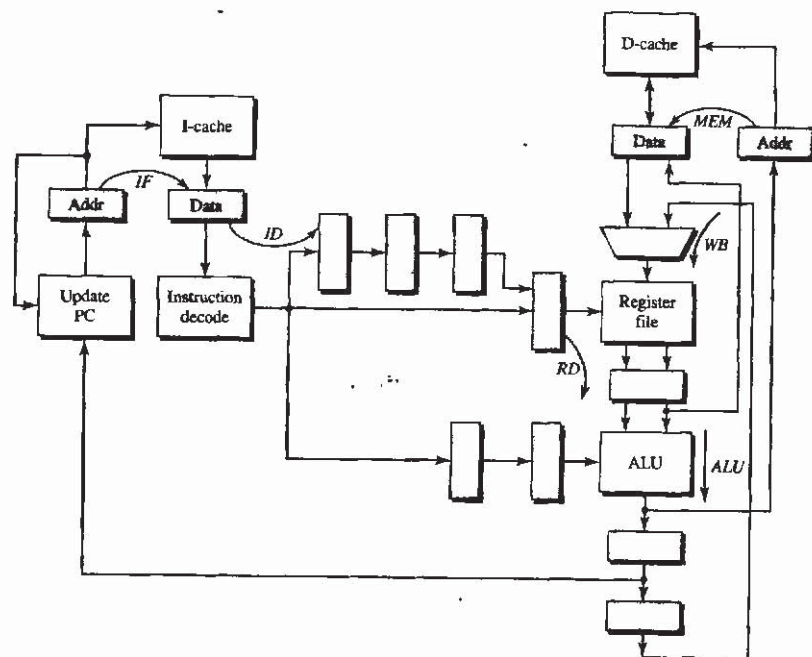 D-cache
I-cache
MEM
Data
Addr
IF
Addr
Data
ID
WB
Update
PC
Instruction
decode
Register
file
RD
ALU
ALU